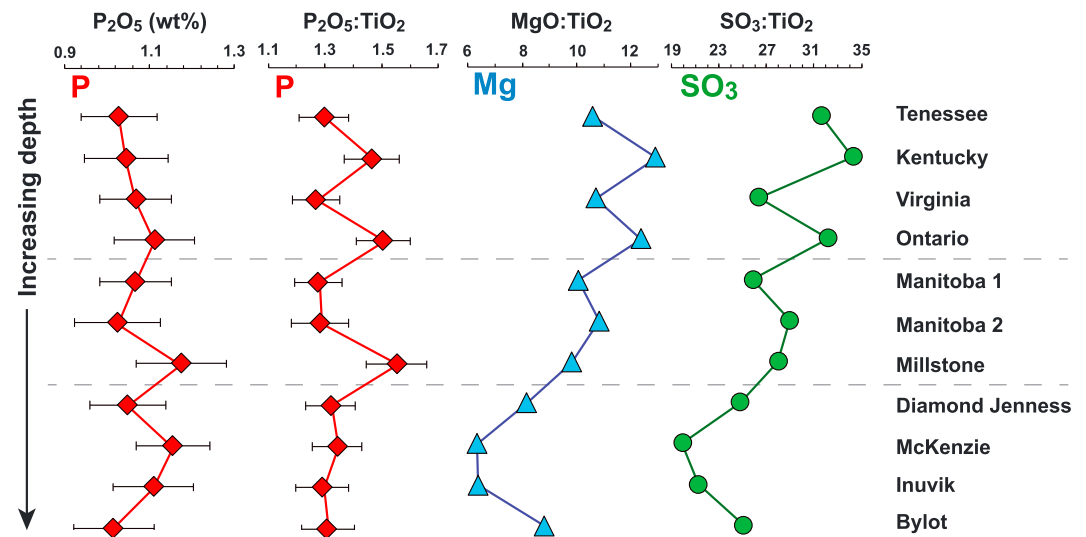 P₂O₅ (wt%) P₂O₅:TiO₂ MgO:TiO₂ SO₃:TiO₂
0.9 1.1 1.3 1.1 1.3 1.5 1.7 6 8 10 12 19 23 27 31 35
P P Mg SO₃
Increasing depth
Tenessee
Kentucky
Virginia
Ontario
Manitoba 1
Manitoba 2
Millstone
Diamond Jenness
McKenzie
Inuvik
Bylot